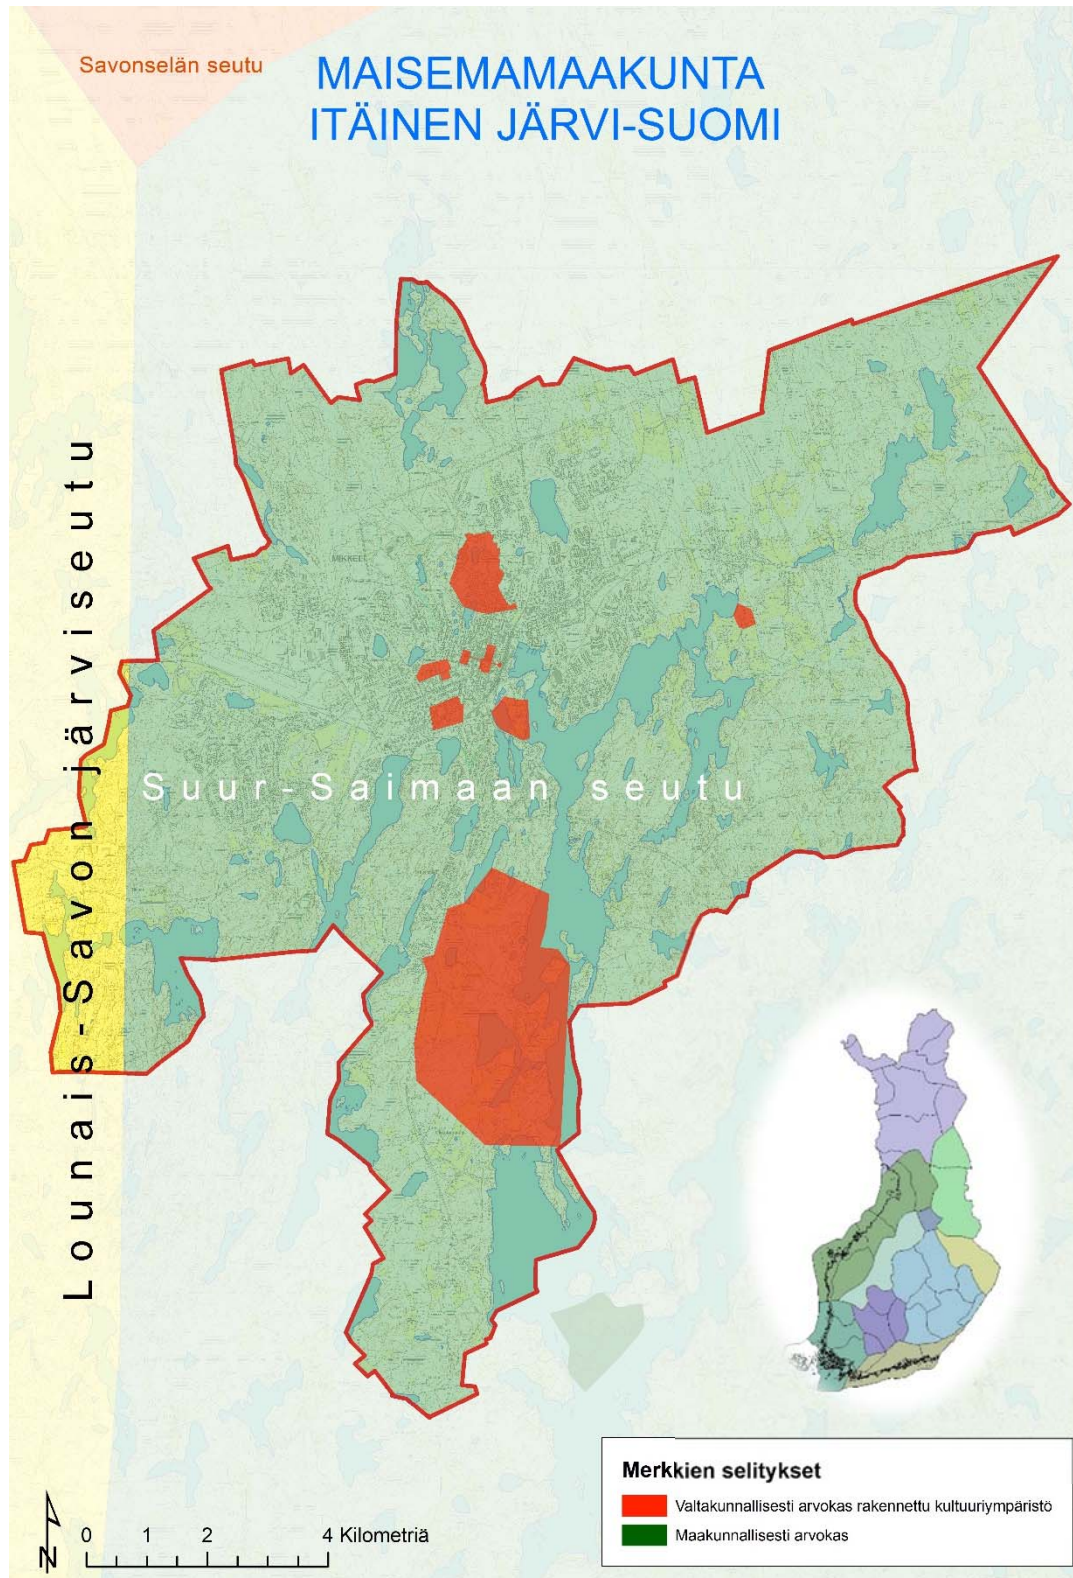 Savonselän seutu
MAISEMAMAAKUNTA
ITÄINEN JÄRVI-SUOMI
MIKKELI
Lounais-Savon järviseutu
Suur-Saimaan seutu
Merkkien selitykset
Valtakunnallisesti arvokas rakennettu kultuuriympäristö
Maakunnallisesti arvokas
N
0 1 2 4 Kilometriä